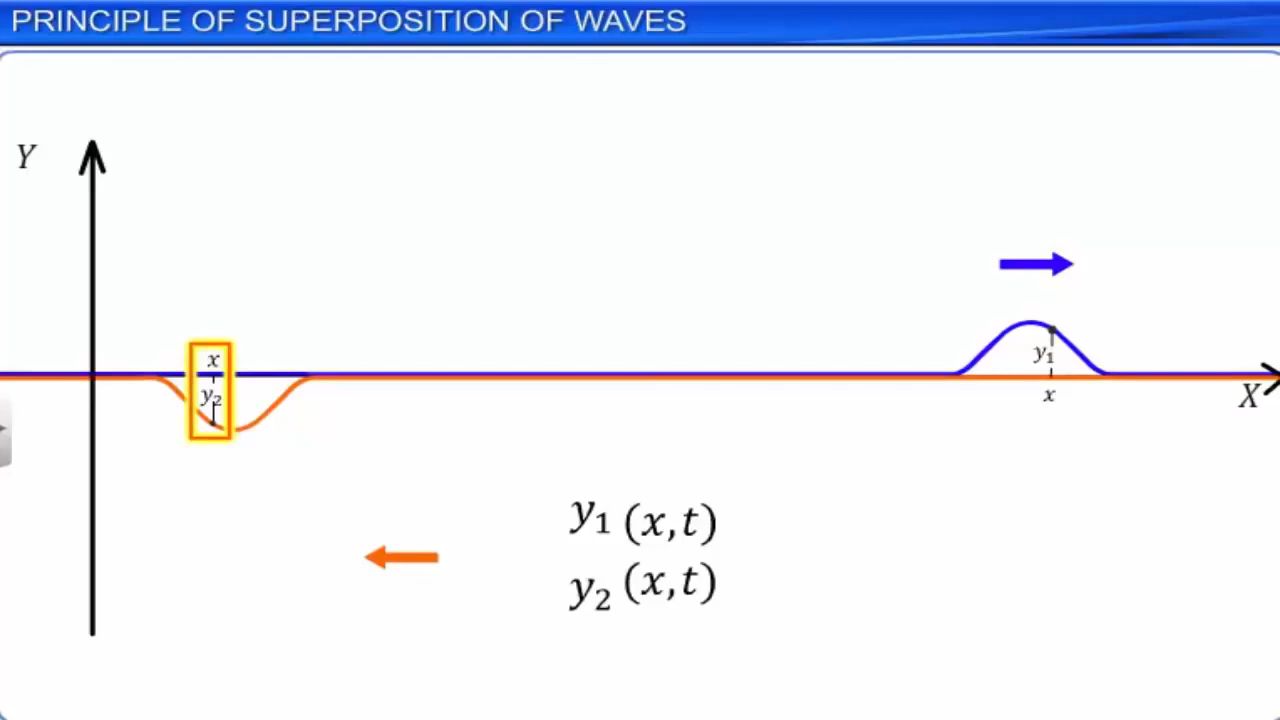 PRINCIPLE OF SUPERPOSITION OF WAVES
Y
x
y₂
y₁
x
X
y₁ (x,t)
y₂ (x,t)